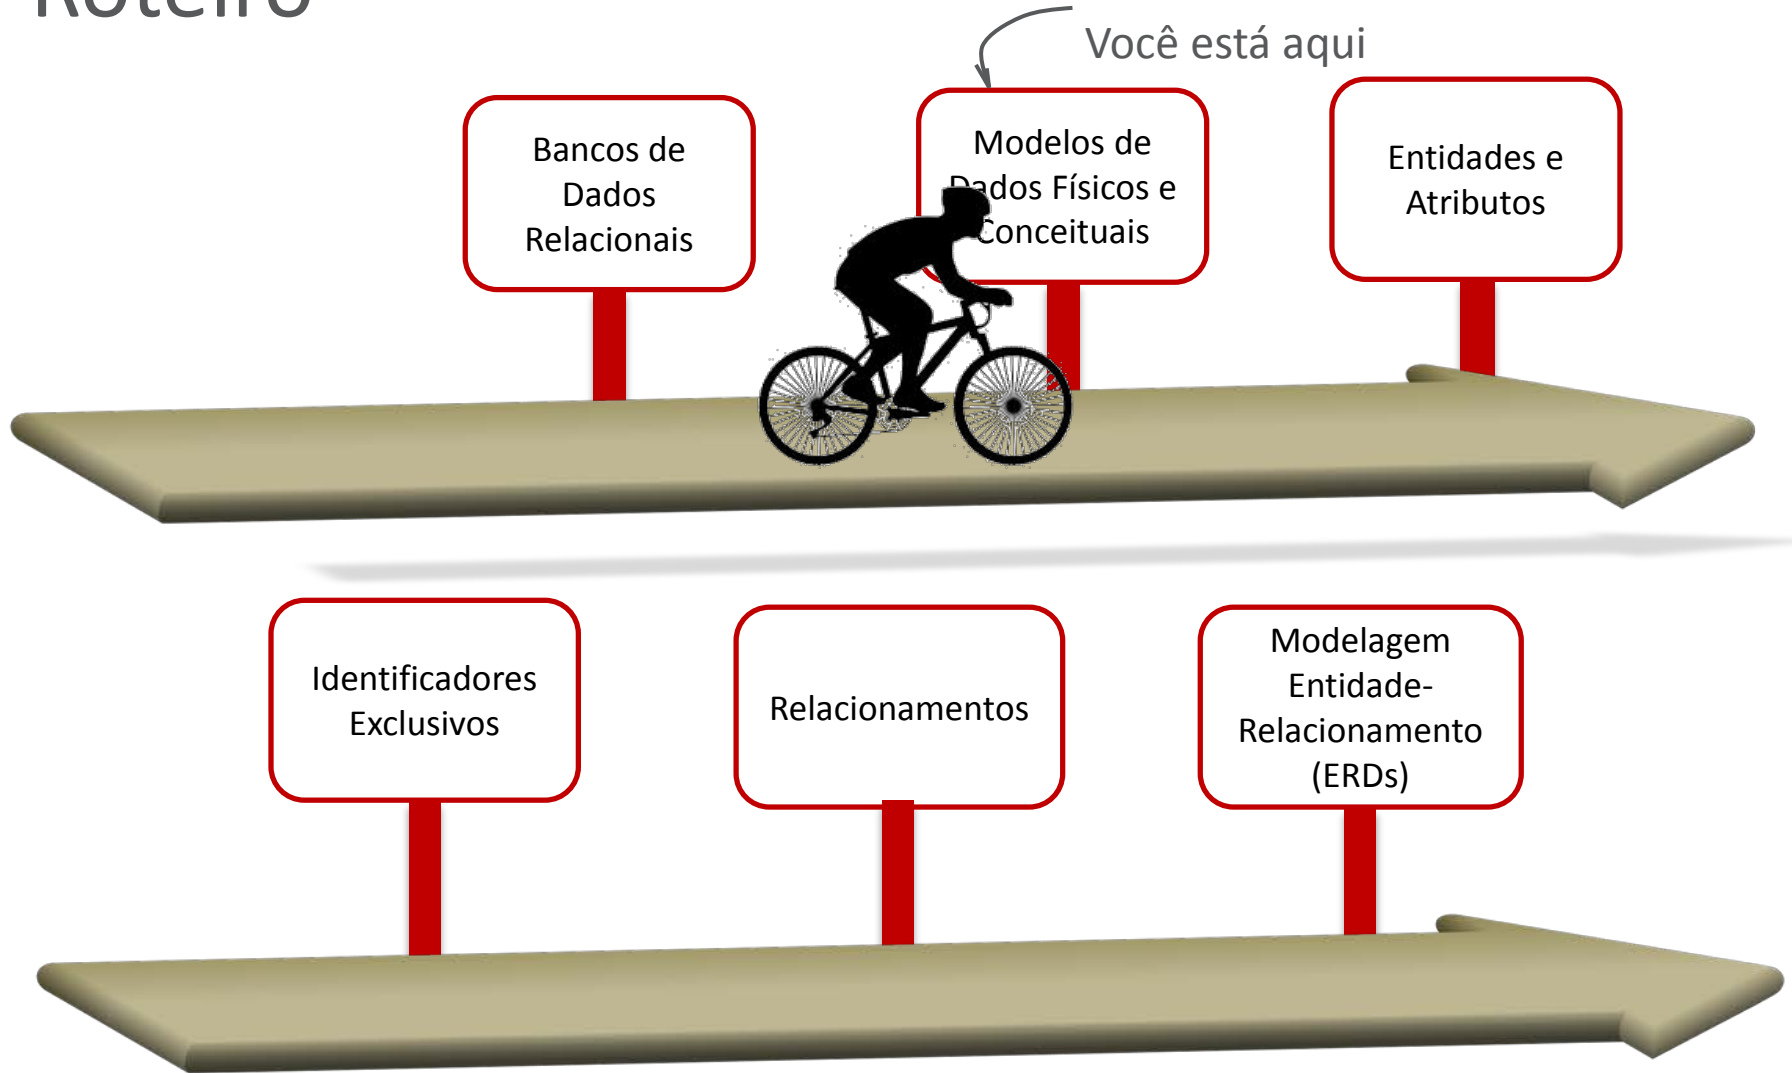 Roteiro
Você está aqui
Bancos de
Dados
Relacionais
Modelos de
Dados Físicos e
Conceituais
Entidades e
Atributos
Identificadores
Exclusivos
Relacionamentos
Modelagem
Entidade-
Relacionamento
(ERDs)